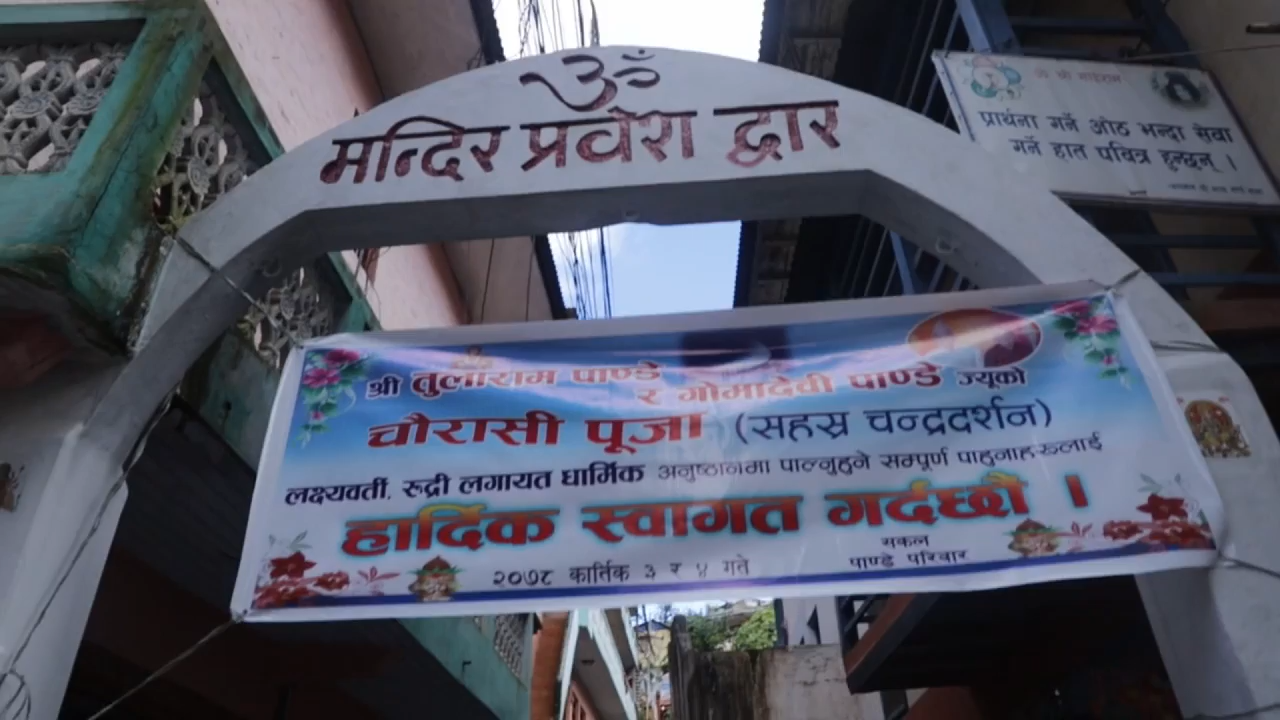 ॐ
मन्दिर प्रवेश द्वार
प्रार्थना गर्ने ओठ भन्दा सेवा
गर्ने हात पवित्र हुन्छन् ।
श्री तुलाराम पाण्डे र गोमादेवी पाण्डे ज्यूको
चौरासी पूजा (सहस्र चन्द्रदर्शन)
लक्ष्यवर्ती, रुद्री लगायत धार्मिक अनुष्ठानमा पाल्नुहुने सम्पूर्ण पाहुनाहरुलाई
हार्दिक स्वागत गर्दछौं ।
सकल
२०७८ कार्तिक ३ र ४ गते पाण्डे परिवार